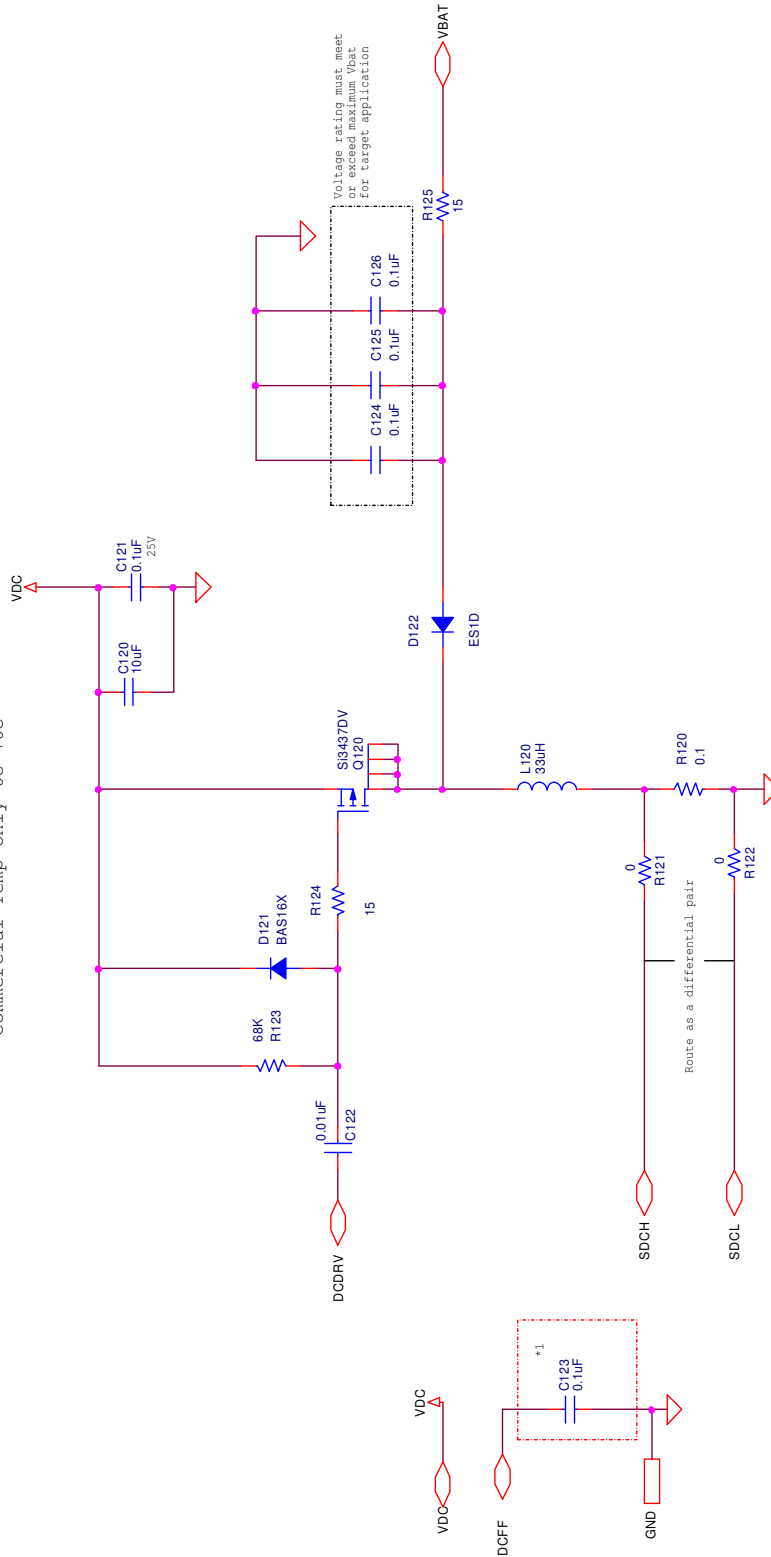 Commercial Temp Only 0C-70C
VDC
C120
10uF
C121
0.1uF
25V
Voltage rating must meet
or exceed maximum Vbat
for target application
C124
0.1uF
C125
0.1uF
C126
0.1uF
R125
15
VBAT
D122
ES1D
Si3437DV
Q120
D121
BAS16X
R124
15
68K
R123
0.01uF
C122
DCDRV
L120
33uH
R120
0.1
0
R121
0
R122
Route as a differential pair
SDCH
SDCL
VDC
VDC
DCFF
*1
C123
0.1uF
GND